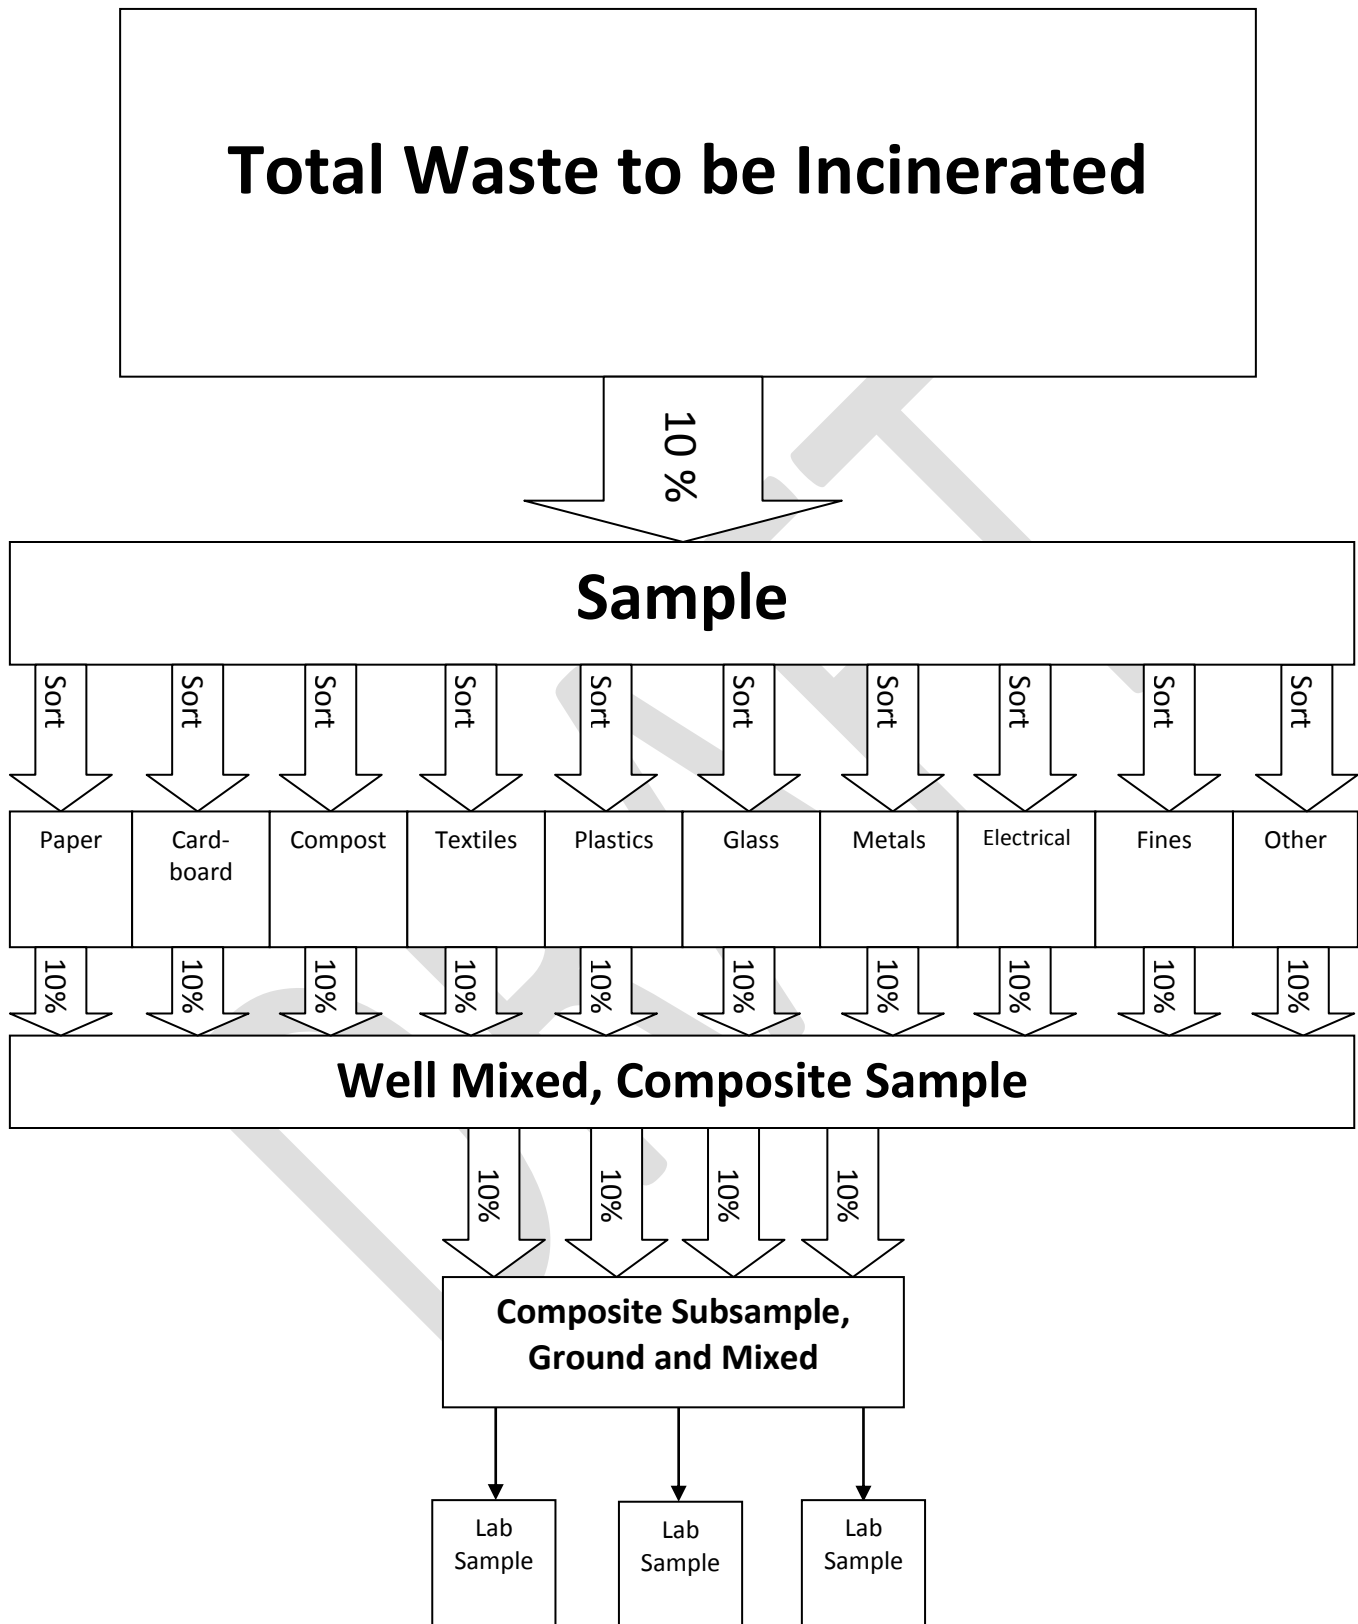 Total Waste to be Incinerated
10 %
Sample
Sort Sort Sort Sort Sort Sort Sort Sort Sort Sort
Paper Card- Compost Textiles Plastics Glass Metals Electrical Fines Other
board
10% 10% 10% 10% 10% 10% 10% 10% 10% 10%
Well Mixed, Composite Sample
10% 10% 10% 10%
Composite Subsample,
Ground and Mixed
Lab Lab Lab
Sample Sample Sample
DRAFT